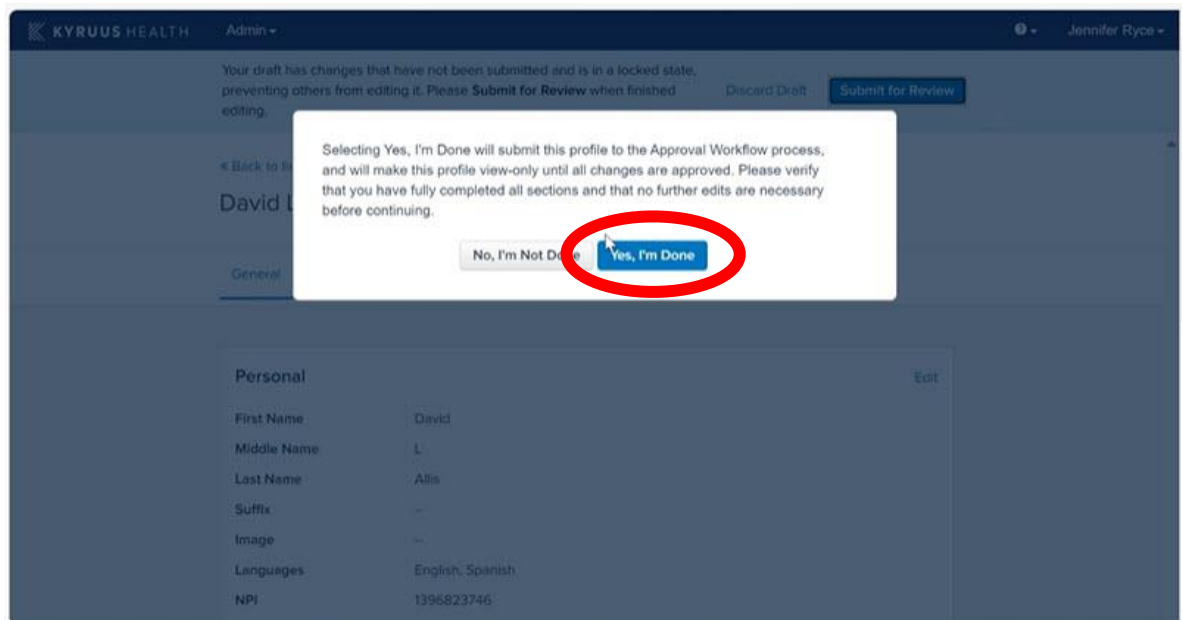 KYRUUS HEALTH Admin Jennifer Ryce
Your draft has changes that have not been submitted and is in a locked state,
preventing others from editing it. Please Submit for Review when finished
editing.
Discard Draft Submit for Review
Selecting Yes, I'm Done will submit this profile to the Approval Workflow process,
and will make this profile view-only until all changes are approved. Please verify
that you have fully completed all sections and that no further edits are necessary
before continuing.
No, I'm Not Done Yes, I'm Done
« Back to
David L
General
Personal Edit
First Name David
Middle Name L
Last Name Allis
Suffix --
Image --
Languages English, Spanish
NPI 1396823746